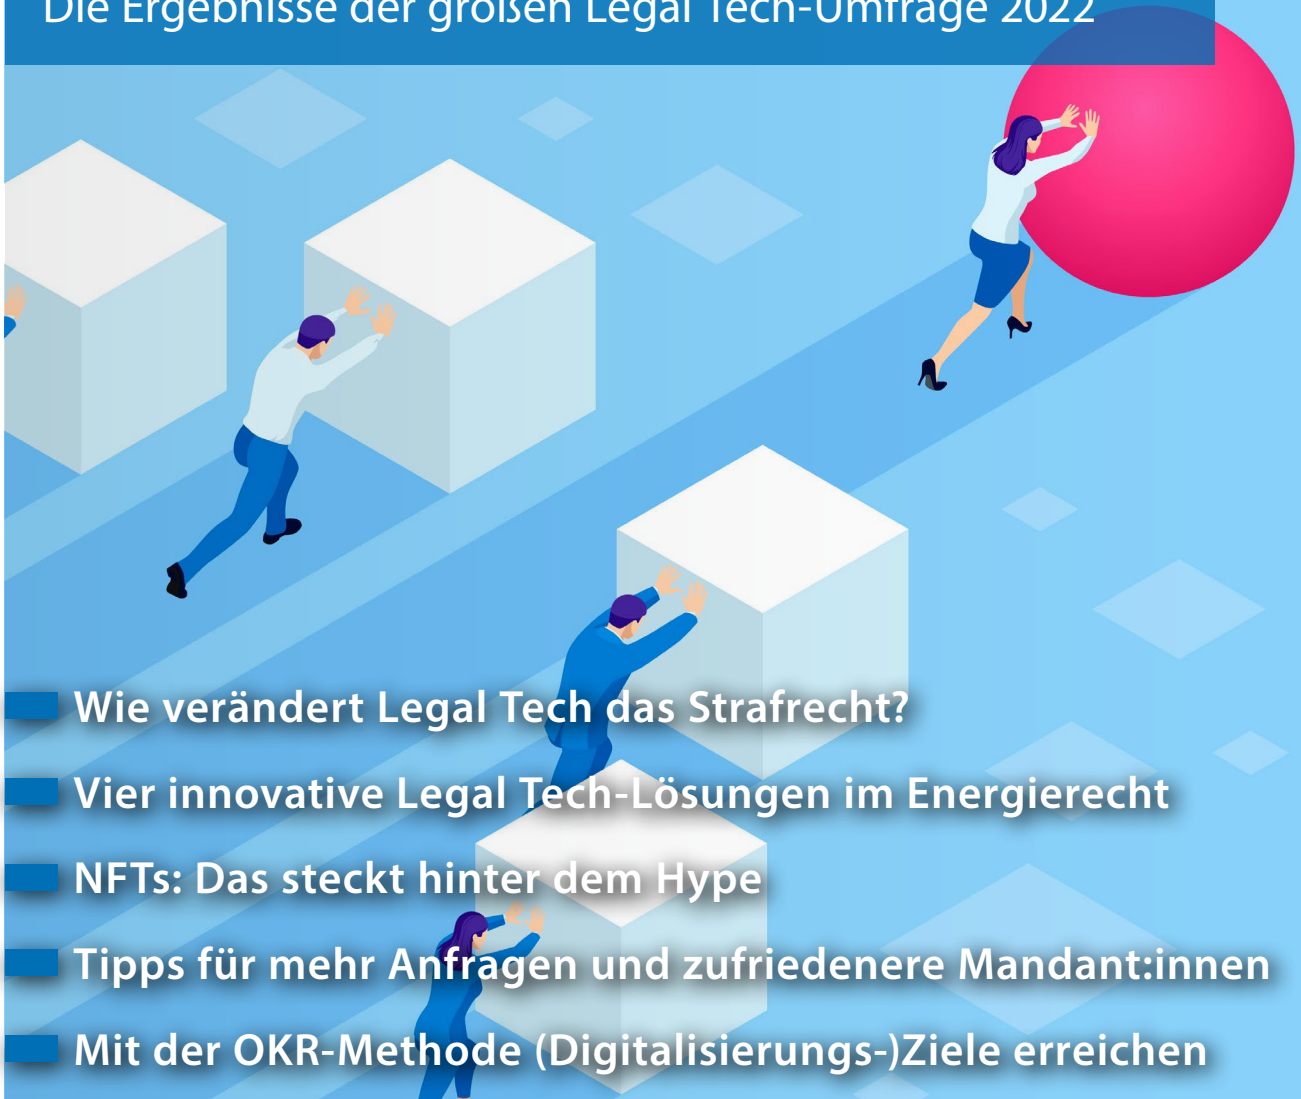 Die Ergebnisse der großen Legal Tech-Umfrage 2022
Wie verändert Legal Tech das Strafrecht?
Vier innovative Legal Tech-Lösungen im Energierecht
NFTs: Das steckt hinter dem Hype
Tipps für mehr Anfragen und zufriedenere Mandant:innen
Mit der OKR-Methode (Digitalisierungs-)Ziele erreichen